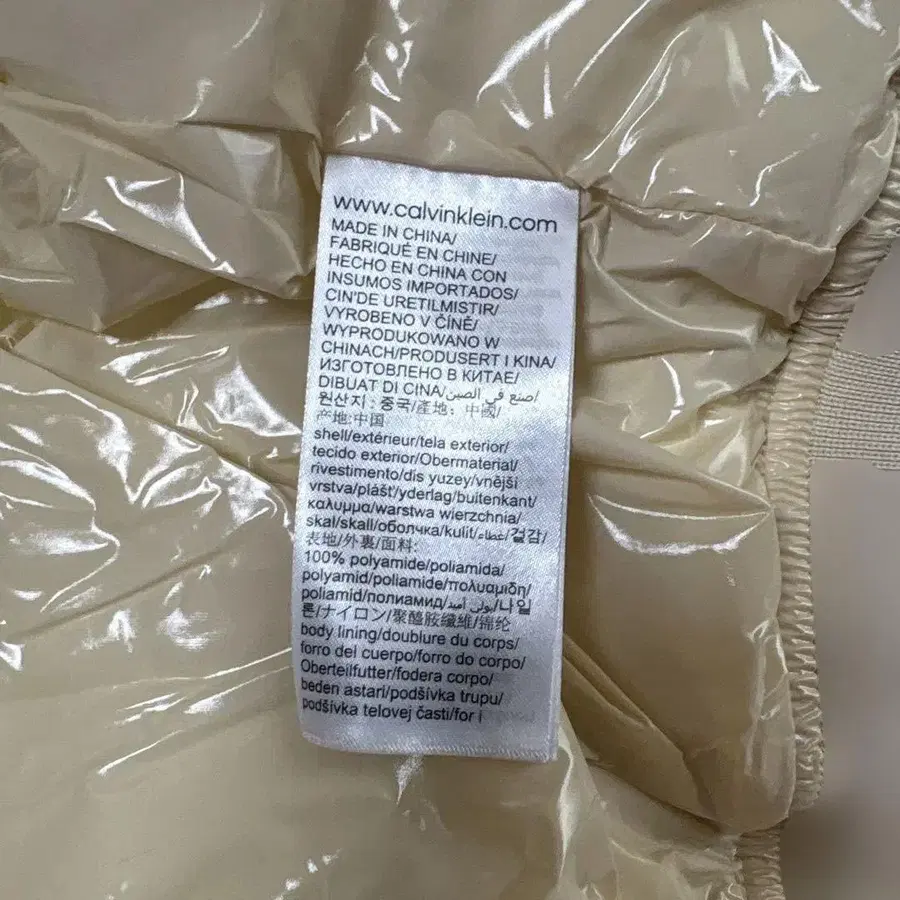 www.calvinklein.com
MADE IN CHINA/
FABRIQUÉ EN CHINE/
HECHO EN CHINA CON
INSUMOS IMPORTADOS/
CIN'DE URETILMISTIR/
VYROBENO V ČÍNĚ/
WYPRODUKOWANO W
CHINACH/PRODUSERT I KINA/
ИЗГОТОВЛЕНО В КИТАЕ/
DIBUAT DI CINA/صنع في الصين/
원산지 : 중국/產地：中國/
产地:中国
shell/extérieur/tela exterior/
tecido exterior/Obermaterial/
rivestimento/dis yuzey/vnější
vrstva/plášť/yderlag/buitenkant/
καλυμμα/warstwa wierzchnia/
skal/skall/оболчка/kulit/غطاء/겉감/
表地/外裏/面料:
100% polyamide/poliamida/
polyamid/poliamide/πολυαμιδη/
poliamid/полиамид/بولي أميد/나일
론/ナイロン/聚醯胺纖維/锦纶
body lining/doublure du corps/
forro del cuerpo/forro do corpo/
Oberteilfutter/fodera corpo/
beden astari/podšívka trupu/
podšívka telovej časti/for i